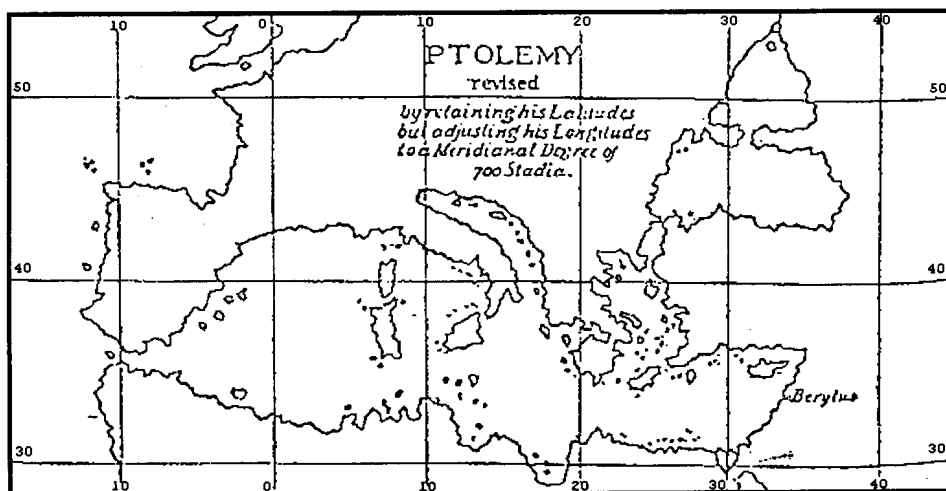 10 0 10 20 30 40
PTOLEMY
revised
by retaining his Latitudes
but adjusting his Longitudes
to a Meridianal Degree of
700 Stadia.
50 50
40 40
Berytus
30 30
10 0 10 20 30 40